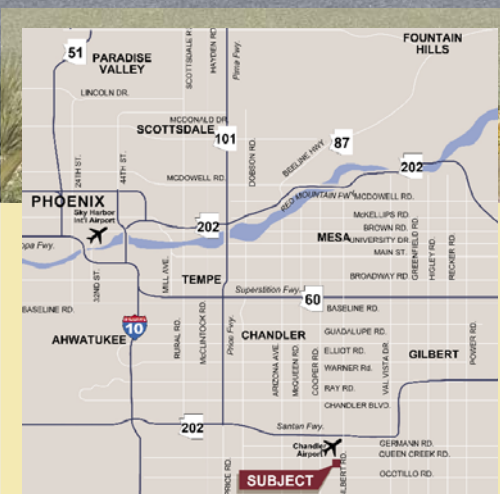 FOUNTAIN
HILLS
51
PARADISE
VALLEY
SCOTTSDALE R
HAYDEN RD.
Pima Fwy.
LINCOLN DR.
MCDONALD DR.
SCOTTSDALE
101
87
BEELINE HWY
DOBSON RD.
202
24TH ST.
44TH ST.
MCDOWELL RD.
RED MOUNTAIN FWY
MCDOWELL RD.
PHOENIX
Sky Harbor
Int'l Airport
202
McKELLIPS RD.
BROWN RD.
MESA
UNIVERSITY DR.
MAIN ST.
GREENFIELD RD.
HIGLEY RD.
RECKER RD.
opa Fwy.
32ND ST.
MILL AVE.
TEMPE
BROADWAY RD.
Superstition Fwy.
60
BASELINE RD.
BASELINE RD.
POWER RD.
10
AHWATUKEE
RURAL RD.
McCLINTOCK RD.
Price Fwy.
CHANDLER
GUADALUPE RD.
ARIZONA AVE.
McQUEEN RD.
COOPER RD.
ELLIOT RD.
VAL VISTA DR.
GILBERT
WARNER Rd.
RAY RD.
CHANDLER BLVD.
202
Santan Fwy.
Chandler
Airport
GERMANN RD.
QUEEN CREEK RD.
OCOTILLO RD.
PRICE RD.
SUBJECT
LBERT RD.